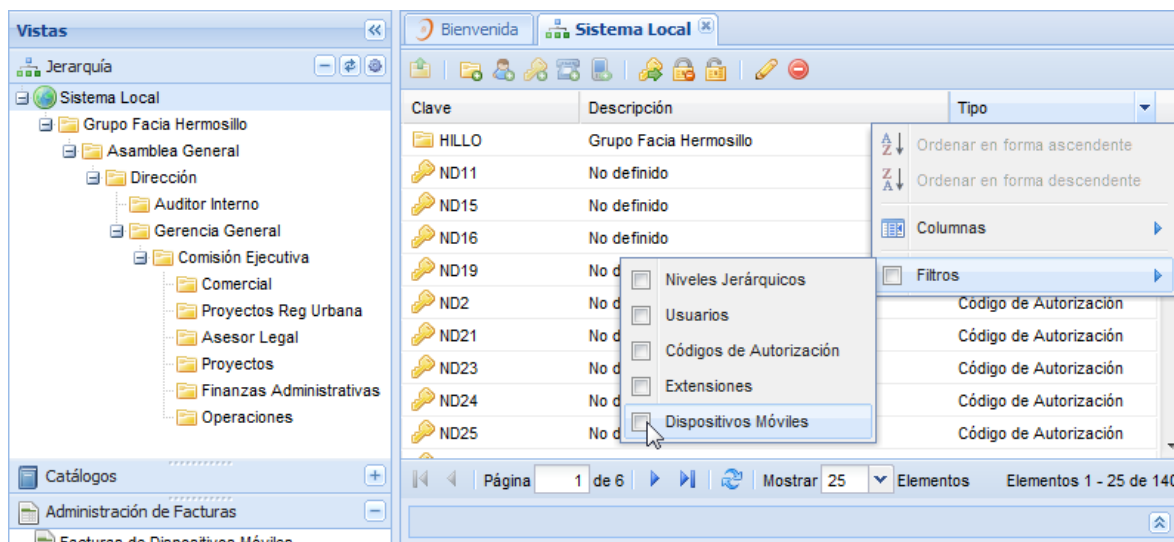 Vistas
Jerarquía
Sistema Local
Grupo Facia Hermosillo
Asamblea General
Dirección
Auditor Interno
Gerencia General
Comisión Ejecutiva
Comercial
Proyectos Reg Urbana
Asesor Legal
Proyectos
Finanzas Administrativas
Operaciones
Catálogos
Administración de Facturas
Facturas de Dispositivos Móviles
Bienvenida Sistema Local
Clave Descripción Tipo
HILLO Grupo Facia Hermosillo
ND11 No definido
ND15 No definido
ND16 No definido
ND19 No d
ND2 No d Código de Autorización
ND21 No d Código de Autorización
ND23 No d Código de Autorización
ND24 No d Código de Autorización
ND25 No d Código de Autorización
Ordenar en forma ascendente
Ordenar en forma descendente
Columnas
Filtros
Niveles Jerárquicos
Usuarios
Códigos de Autorización
Extensiones
Dispositivos Móviles
Página 1 de 6 Mostrar 25 Elementos Elementos 1 - 25 de 140